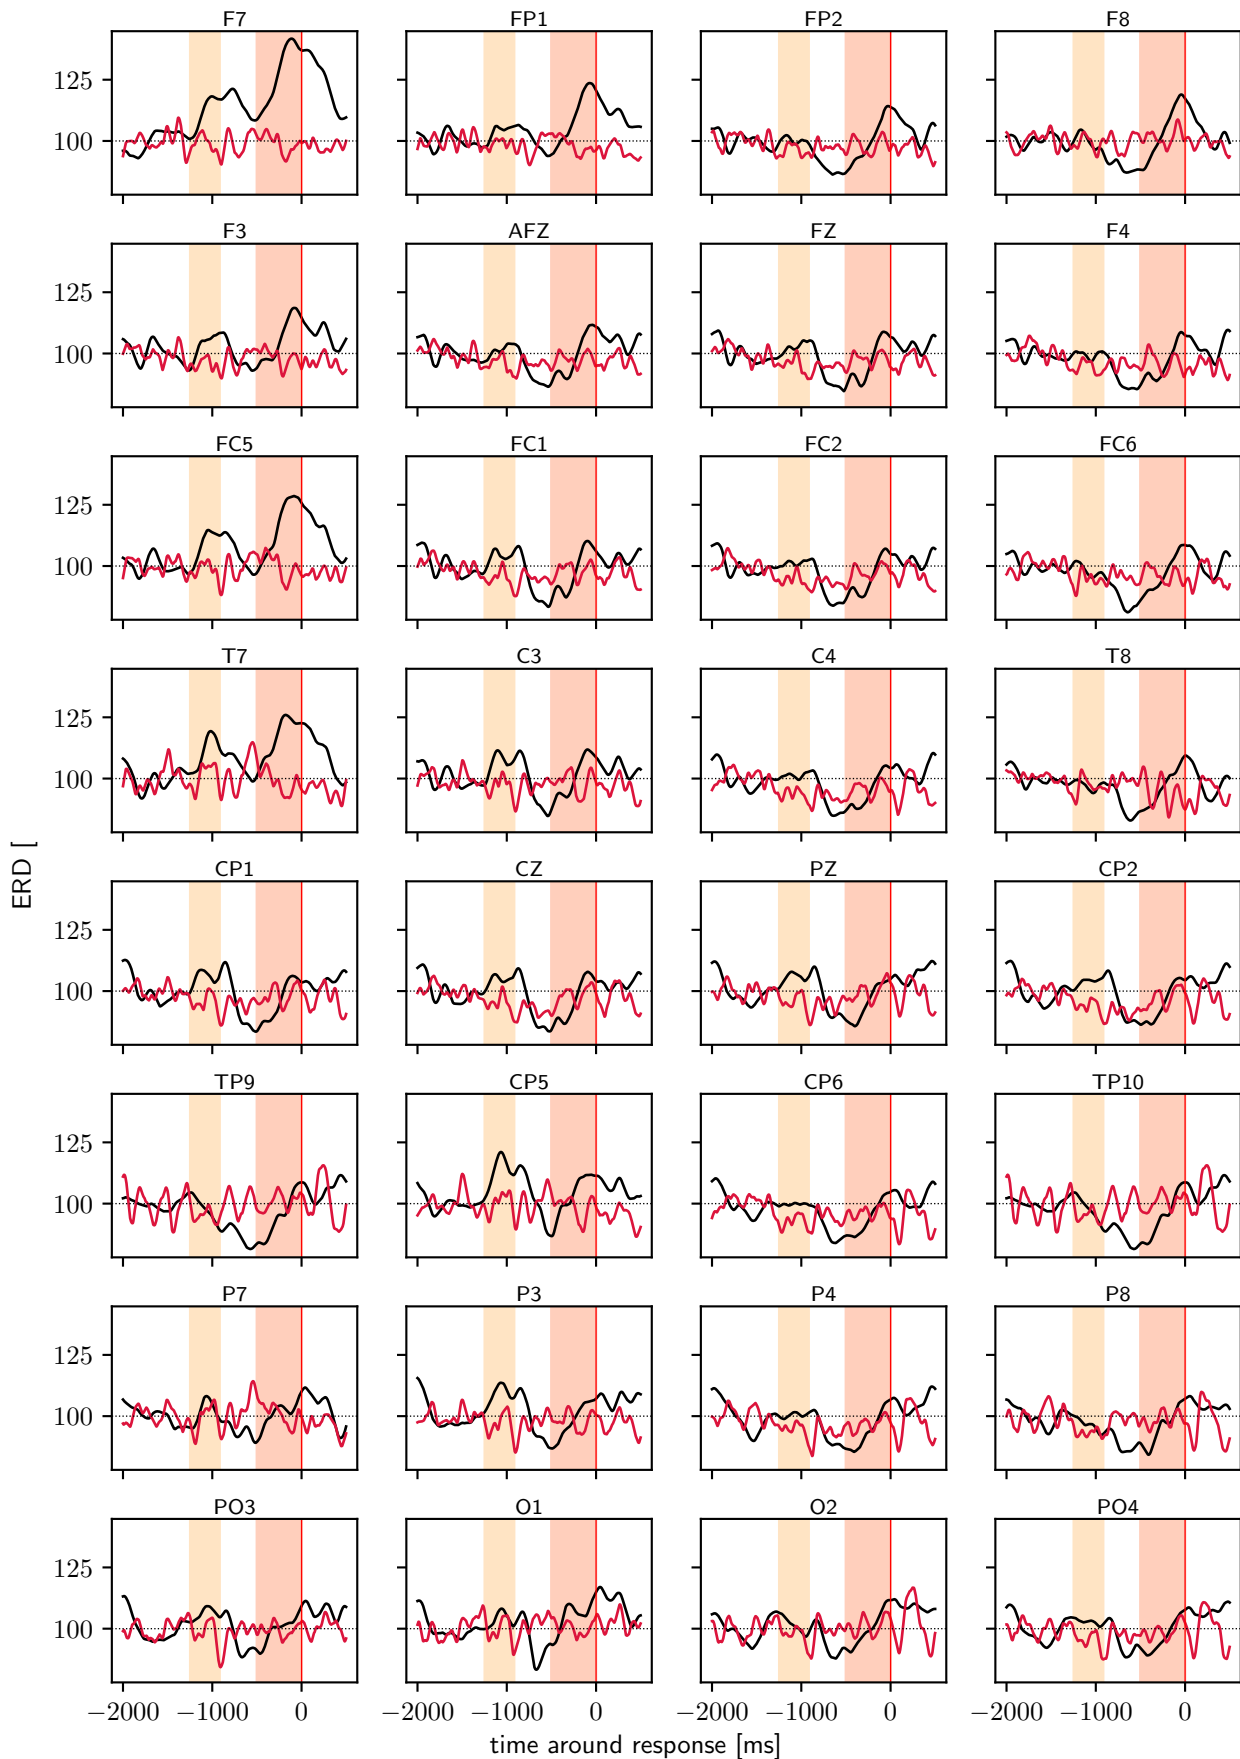 F7 FP1 FP2 F8
125
100
F3 AFZ FZ F4
125
100
FC5 FC1 FC2 FC6
125
100
T7 C3 C4 T8
125
100
ERD [
CP1 CZ PZ CP2
125
100
TP9 CP5 CP6 TP10
125
100
P7 P3 P4 P8
125
100
PO3 O1 O2 PO4
125
100
−2000 −1000 0 −2000 −1000 0 −2000 −1000 0 −2000 −1000 0
time around response [ms]